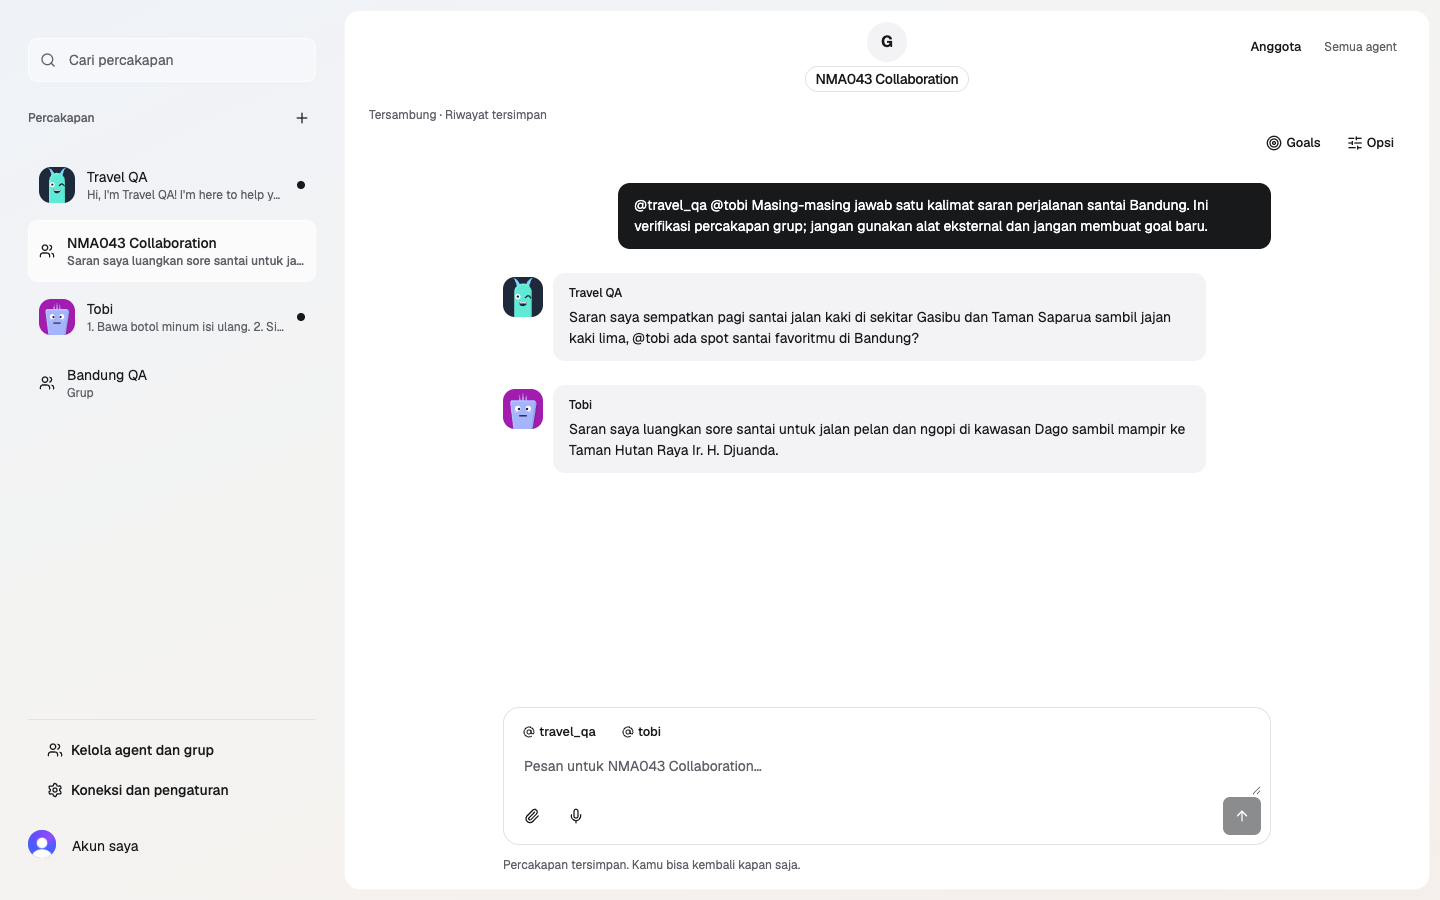 Cari percakapan
Percakapan
Travel QA
Hi, I'm Travel QA! I'm here to help y...
NMA043 Collaboration
Saran saya luangkan sore santai untuk ja...
Tobi
1. Bawa botol minum isi ulang. 2. Si...
Bandung QA
Grup
Kelola agent dan grup
Koneksi dan pengaturan
Akun saya
G
NMA043 Collaboration
Anggota
Semua agent
Tersambung · Riwayat tersimpan
Goals
Opsi
@travel_qa @tobi Masing-masing jawab satu kalimat saran perjalanan santai Bandung. Ini
verifikasi percakapan grup; jangan gunakan alat eksternal dan jangan membuat goal baru.
Travel QA
Saran saya sempatkan pagi santai jalan kaki di sekitar Gasibu dan Taman Saparua sambil jajan
kaki lima, @tobi ada spot santai favoritmu di Bandung?
Tobi
Saran saya luangkan sore santai untuk jalan pelan dan ngopi di kawasan Dago sambil mampir ke
Taman Hutan Raya Ir. H. Djuanda.
@ travel_qa
@ tobi
Pesan untuk NMA043 Collaboration...
Percakapan tersimpan. Kamu bisa kembali kapan saja.